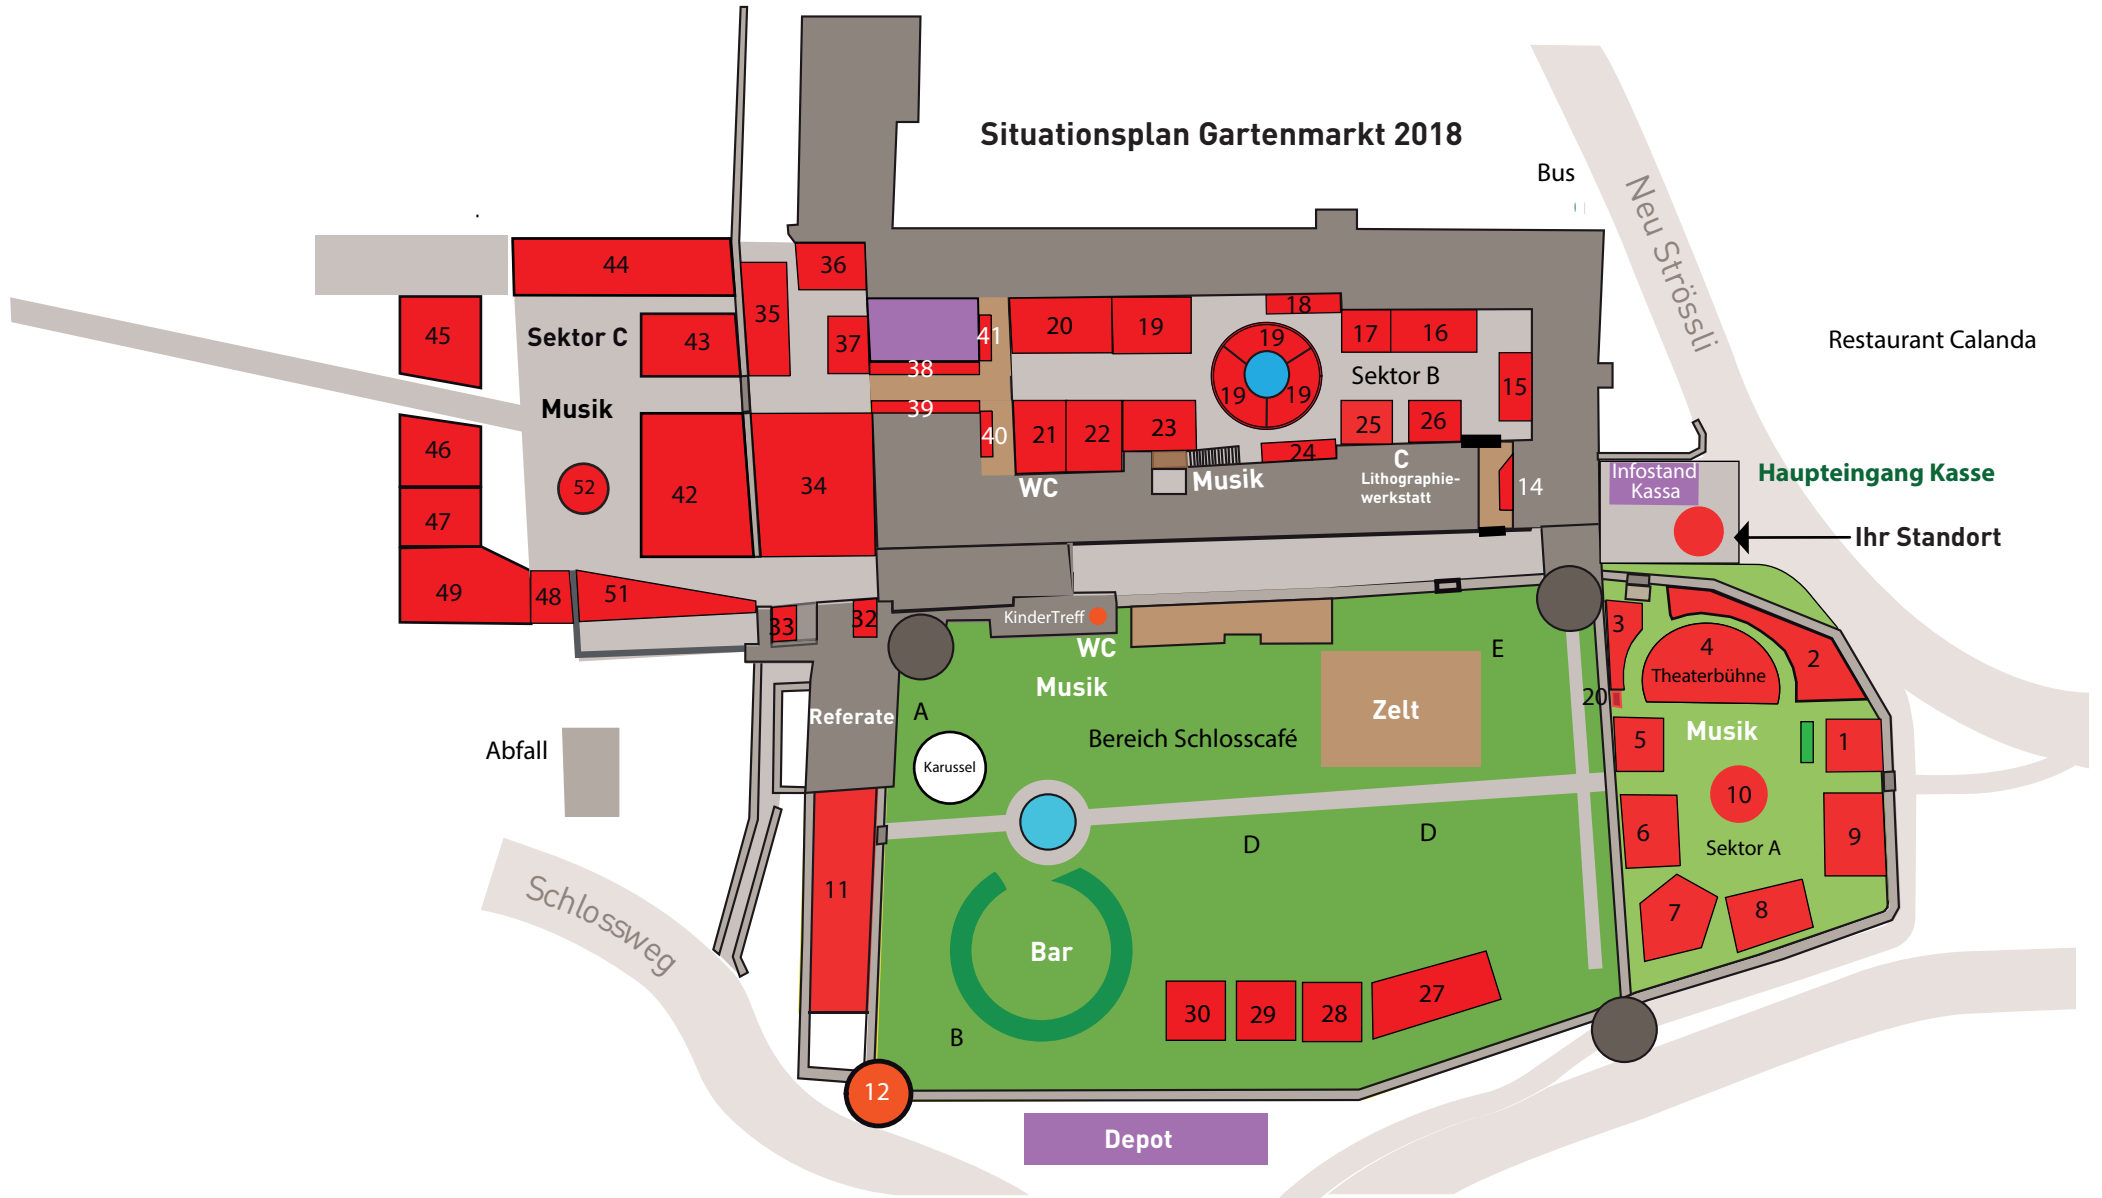 Situationsplan Gartenmarkt 2018
Bus
Neu Strössli
44
36
35
45
Sektor C
43
37
41
38
20
19
18
17
16
19
19
19
Sektor B
15
Restaurant Calanda
Musik
39
40
21
22
23
25
26
24
46
52
42
34
WC
Musik
C
Lithographie-
werkstatt
14
Infostand
Kassa
Haupteingang Kasse
47
Ihr Standort
49
48
51
33
32
KinderTreff
WC
E
3
4
Theaterbühne
2
Musik
20
Referate
A
Zelt
Abfall
Bereich Schlosscafé
5
Musik
1
Karussel
10
D
D
6
Sektor A
9
11
Schlossweg
7
8
Bar
30
29
28
27
B
12
Depot